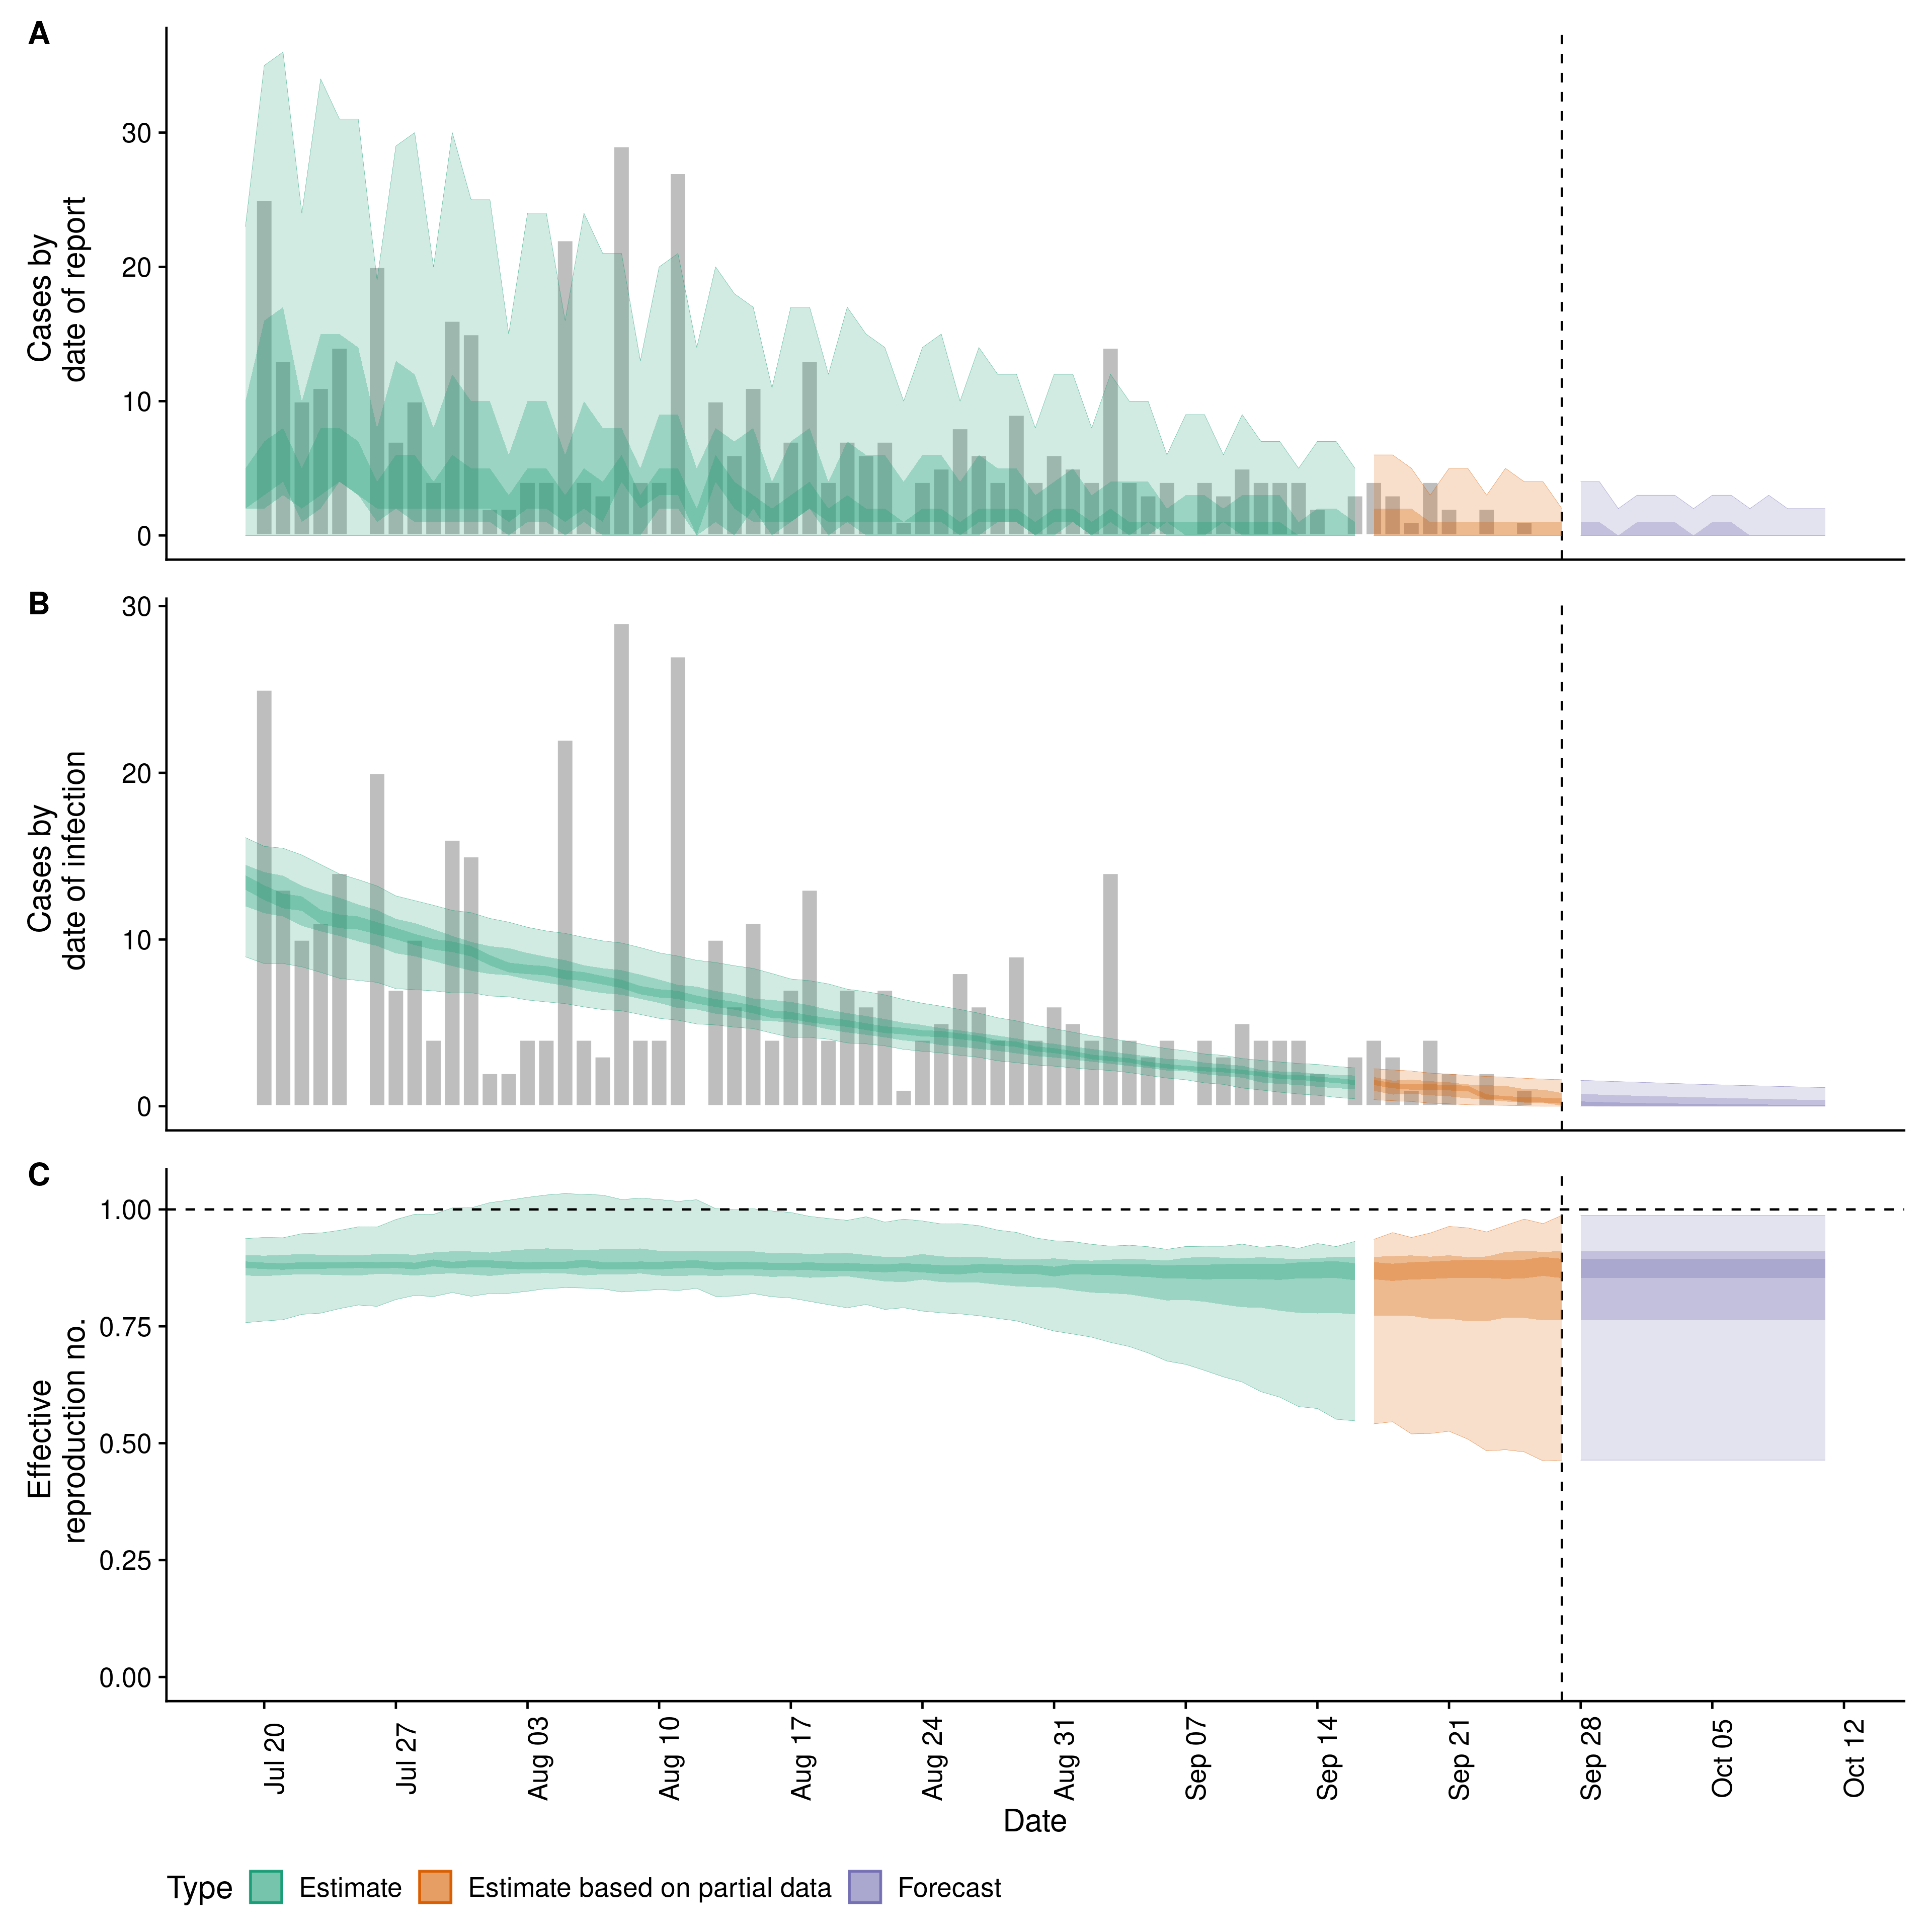 A
Cases by
date of report
30
20
10
0
B
Cases by
date of infection
30
20
10
0
C
Effective
reproduction no.
1.00
0.75
0.50
0.25
0.00
Jul 20
Jul 27
Aug 03
Aug 10
Aug 17
Aug 24
Aug 31
Sep 07
Sep 14
Sep 21
Sep 28
Oct 05
Oct 12
Date
Type Estimate Estimate based on partial data Forecast